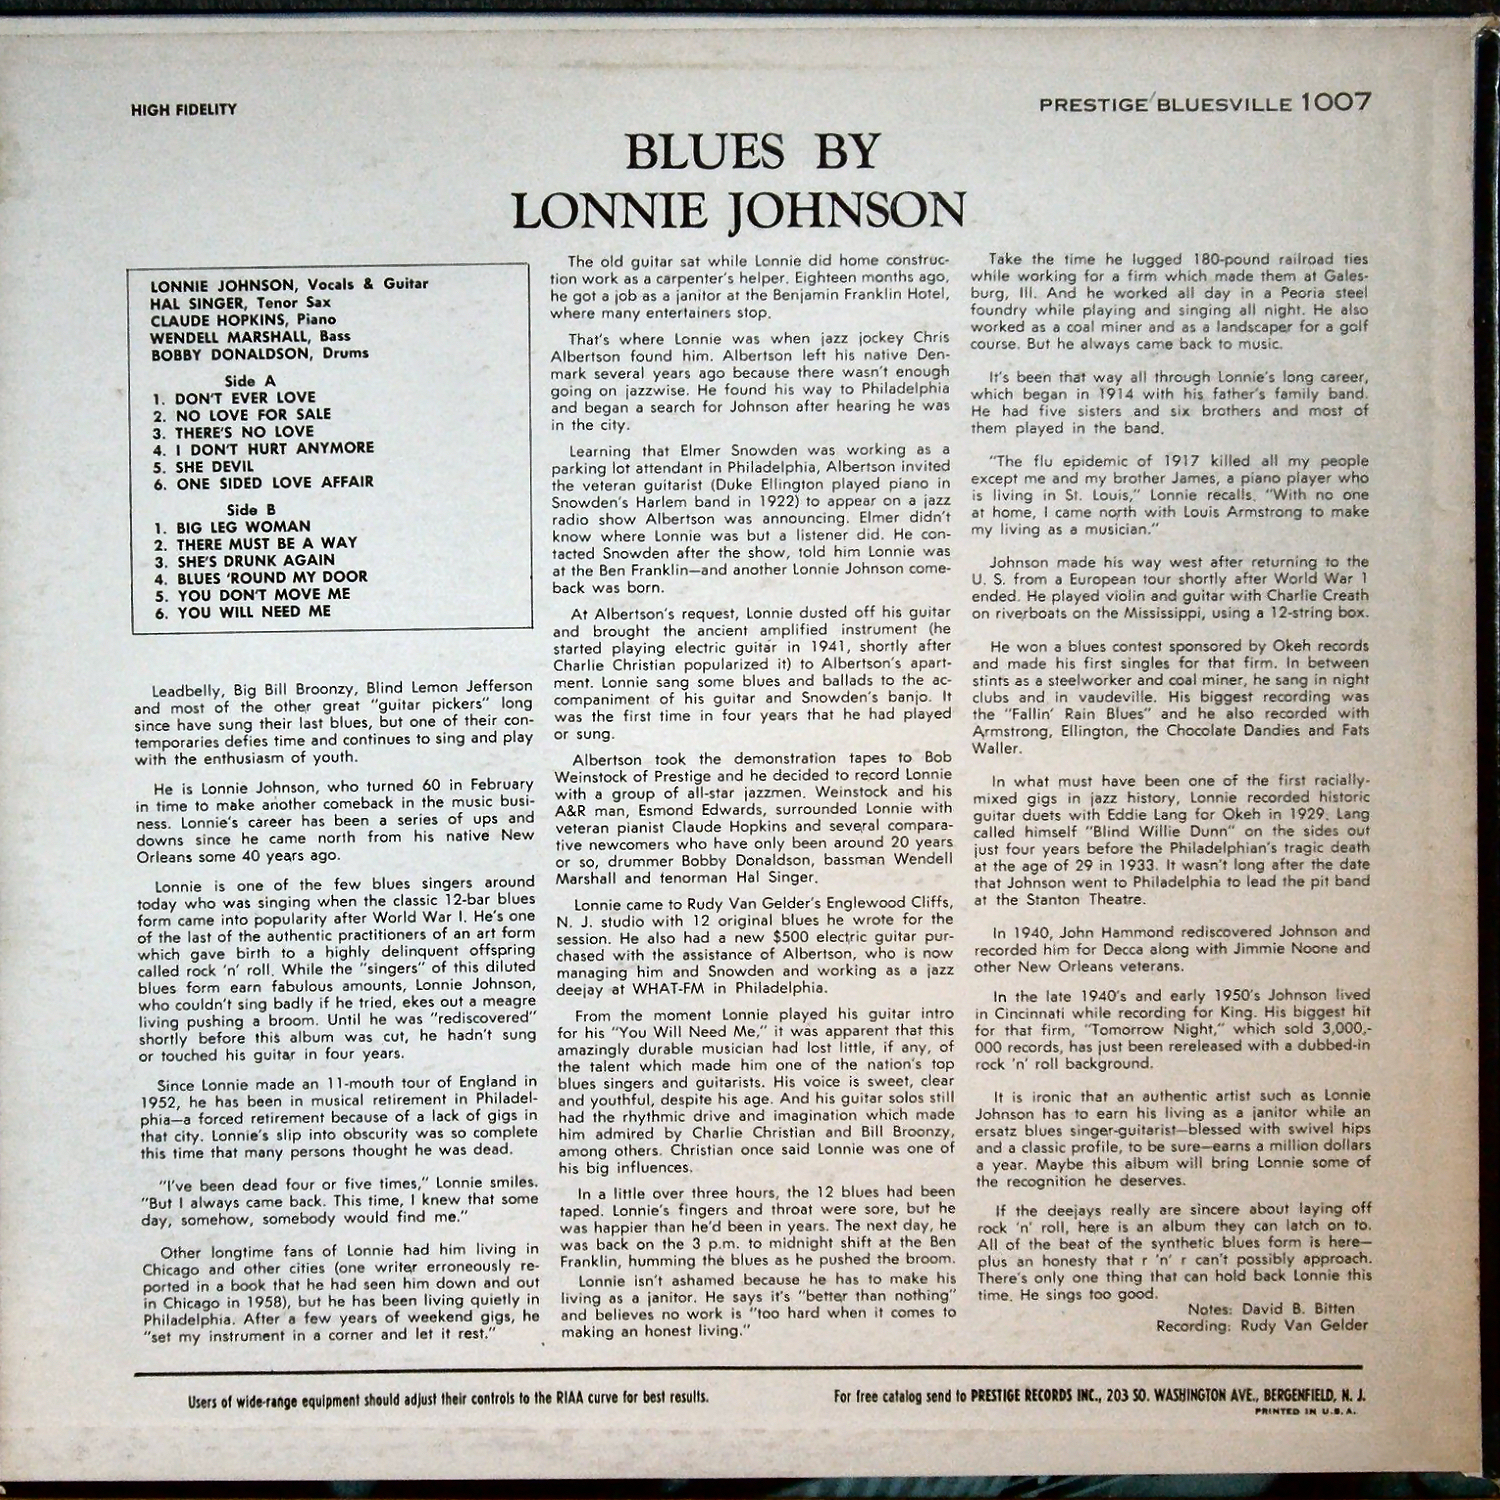 HIGH FIDELITY
PRESTIGE/BLUESVILLE 1007
BLUES BY
LONNIE JOHNSON
LONNIE JOHNSON, Vocals & Guitar
HAL SINGER, Tenor Sax
CLAUDE HOPKINS, Piano
WENDELL MARSHALL, Bass
BOBBY DONALDSON, Drums
Side A
1. DON'T EVER LOVE
2. NO LOVE FOR SALE
3. THERE'S NO LOVE
4. I DON'T HURT ANYMORE
5. SHE DEVIL
6. ONE SIDED LOVE AFFAIR
Side B
1. BIG LEG WOMAN
2. THERE MUST BE A WAY
3. SHE'S DRUNK AGAIN
4. BLUES 'ROUND MY DOOR
5. YOU DON'T MOVE ME
6. YOU WILL NEED ME
Leadbelly, Big Bill Broonzy, Blind Lemon Jefferson
and most of the other great "guitar pickers" long
since have sung their last blues, but one of their con-
temporaries defies time and continues to sing and play
with the enthusiasm of youth.
He is Lonnie Johnson, who turned 60 in February
in time to make another comeback in the music busi-
ness. Lonnie's career has been a series of ups and
downs since he came north from his native New
Orleans some 40 years ago.
Lonnie is one of the few blues singers around
today who was singing when the classic 12-bar blues
form came into popularity after World War I. He's one
of the last of the authentic practitioners of an art form
which gave birth to a highly delinquent offspring
called rock 'n' roll. While the "singers" of this diluted
blues form earn fabulous amounts, Lonnie Johnson,
who couldn't sing badly if he tried, ekes out a meagre
living pushing a broom. Until he was "rediscovered"
shortly before this album was cut, he hadn't sung
or touched his guitar in four years.
Since Lonnie made an 11-mouth tour of England in
1952, he has been in musical retirement in Philadel-
phia—a forced retirement because of a lack of gigs in
that city. Lonnie's slip into obscurity was so complete
this time that many persons thought he was dead.
"I've been dead four or five times," Lonnie smiles.
"But I always came back. This time, I knew that some
day, somehow, somebody would find me."
Other longtime fans of Lonnie had him living in
Chicago and other cities (one writer erroneously re-
ported in a book that he had seen him down and out
in Chicago in 1958), but he has been living quietly in
Philadelphia. After a few years of weekend gigs, he
"set my instrument in a corner and let it rest."
The old guitar sat while Lonnie did home construc-
tion work as a carpenter's helper. Eighteen months ago,
he got a job as a janitor at the Benjamin Franklin Hotel,
where many entertainers stop.
That's where Lonnie was when jazz jockey Chris
Albertson found him. Albertson left his native Den-
mark several years ago because there wasn't enough
going on jazzwise. He found his way to Philadelphia
and began a search for Johnson after hearing he was
in the city.
Learning that Elmer Snowden was working as a
parking lot attendant in Philadelphia, Albertson invited
the veteran guitarist (Duke Ellington played piano in
Snowden's Harlem band in 1922) to appear on a jazz
radio show Albertson was announcing. Elmer didn't
know where Lonnie was but a listener did. He con-
tacted Snowden after the show, told him Lonnie was
at the Ben Franklin—and another Lonnie Johnson come-
back was born.
At Albertson's request, Lonnie dusted off his guitar
and brought the ancient amplified instrument (he
started playing electric guitar in 1941, shortly after
Charlie Christian popularized it) to Albertson's apart-
ment. Lonnie sang some blues and ballads to the ac-
companiment of his guitar and Snowden's banjo. It
was the first time in four years that he had played
or sung.
Albertson took the demonstration tapes to Bob
Weinstock of Prestige and he decided to record Lonnie
with a group of all-star jazzmen. Weinstock and his
A&R man, Esmond Edwards, surrounded Lonnie with
veteran pianist Claude Hopkins and several compara-
tive newcomers who have only been around 20 years
or so, drummer Bobby Donaldson, bassman Wendell
Marshall and tenorman Hal Singer.
Lonnie came to Rudy Van Gelder's Englewood Cliffs,
N. J. studio with 12 original blues he wrote for the
session. He also had a new $500 electric guitar pur-
chased with the assistance of Albertson, who is now
managing him and Snowden and working as a jazz
deejay at WHAT-FM in Philadelphia.
From the moment Lonnie played his guitar intro
for his "You Will Need Me," it was apparent that this
amazingly durable musician had lost little, if any, of
the talent which made him one of the nation's top
blues singers and guitarists. His voice is sweet, clear
and youthful, despite his age. And his guitar solos still
had the rhythmic drive and imagination which made
him admired by Charlie Christian and Bill Broonzy,
among others. Christian once said Lonnie was one of
his big influences.
In a little over three hours, the 12 blues had been
taped. Lonnie's fingers and throat were sore, but he
was happier than he'd been in years. The next day, he
was back on the 3 p.m. to midnight shift at the Ben
Franklin, humming the blues as he pushed the broom.
Lonnie isn't ashamed because he has to make his
living as a janitor. He says it's "better than nothing"
and believes no work is "too hard when it comes to
making an honest living."
Take the time he lugged 180-pound railroad ties
while working for a firm which made them at Gales-
burg, Ill. And he worked all day in a Peoria steel
foundry while playing and singing all night. He also
worked as a coal miner and as a landscaper for a golf
course. But he always came back to music.
It's been that way all through Lonnie's long career,
which began in 1914 with his father's family band.
He had five sisters and six brothers and most of
them played in the band.
"The flu epidemic of 1917 killed all my people
except me and my brother James, a piano player who
is living in St. Louis," Lonnie recalls. "With no one
at home, I came north with Louis Armstrong to make
my living as a musician."
Johnson made his way west after returning to the
U. S. from a European tour shortly after World War 1
ended. He played violin and guitar with Charlie Creath
on riverboats on the Mississippi, using a 12-string box.
He won a blues contest sponsored by Okeh records
and made his first singles for that firm. In between
stints as a steelworker and coal miner, he sang in night
clubs and in vaudeville. His biggest recording was
the "Fallin' Rain Blues" and he also recorded with
Armstrong, Ellington, the Chocolate Dandies and Fats
Waller.
In what must have been one of the first racially-
mixed gigs in jazz history, Lonnie recorded historic
guitar duets with Eddie Lang for Okeh in 1929. Lang
called himself "Blind Willie Dunn" on the sides out
just four years before the Philadelphian's tragic death
at the age of 29 in 1933. It wasn't long after the date
that Johnson went to Philadelphia to lead the pit band
at the Stanton Theatre.
In 1940, John Hammond rediscovered Johnson and
recorded him for Decca along with Jimmie Noone and
other New Orleans veterans.
In the late 1940's and early 1950's Johnson lived
in Cincinnati while recording for King. His biggest hit
for that firm, "Tomorrow Night," which sold 3,000,-
000 records, has just been rereleased with a dubbed-in
rock 'n' roll background.
It is ironic that an authentic artist such as Lonnie
Johnson has to earn his living as a janitor while an
ersatz blues singer-guitarist—blessed with swivel hips
and a classic profile, to be sure—earns a million dollars
a year. Maybe this album will bring Lonnie some of
the recognition he deserves.
If the deejays really are sincere about laying off
rock 'n' roll, here is an album they can latch on to.
All of the beat of the synthetic blues form is here—
plus an honesty that r 'n' r can't possibly approach.
There's only one thing that can hold back Lonnie this
time. He sings too good.
Notes: David B. Bitten
Recording: Rudy Van Gelder
Users of wide-range equipment should adjust their controls to the RIAA curve for best results.
For free catalog send to PRESTIGE RECORDS INC., 203 SO. WASHINGTON AVE., BERGENFIELD, N. J.
PRINTED IN U.S.A.